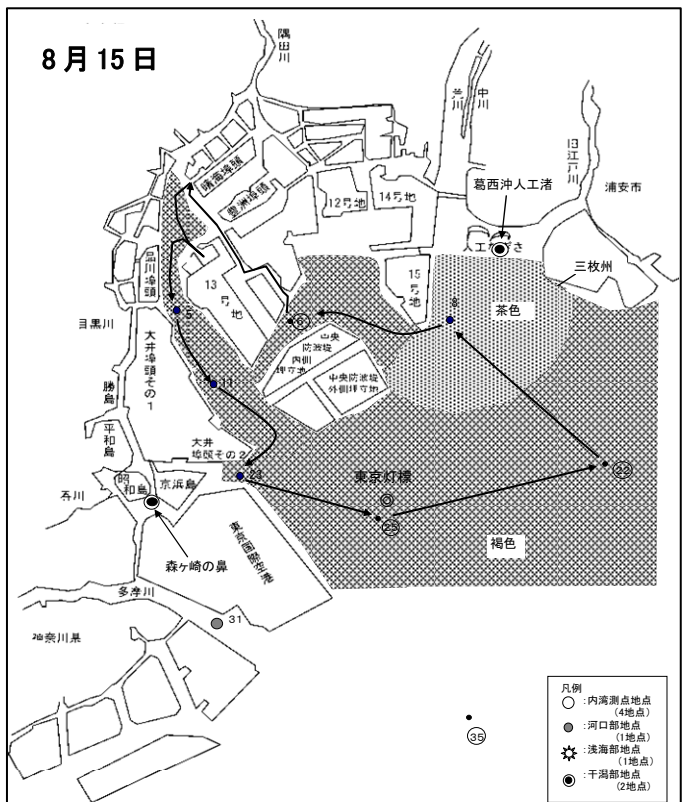 8月15日
隅田川
荒川
中川
旧江戸川
浦安市
晴海埠頭
豊洲埠頭
12号地
14号地
葛西沖人工渚
人工なぎさ
三枚州
品川埠頭
13号地
15号地
茶色
8
5
6
目黒川
大井埠頭その1
中央防波堤内側埋立地
中央防波堤外側埋立地
11
勝島
平和島
大井埠頭その2
昭和島
京浜島
23
東京灯標
22
25
呑川
褐色
東京国際空港
森ヶ崎の鼻
多摩川
31
神奈川県
35
凡例
:内湾測点地点
(4地点)
:河口部地点
(1地点)
:浅海部地点
(1地点)
:干潟部地点
(2地点)